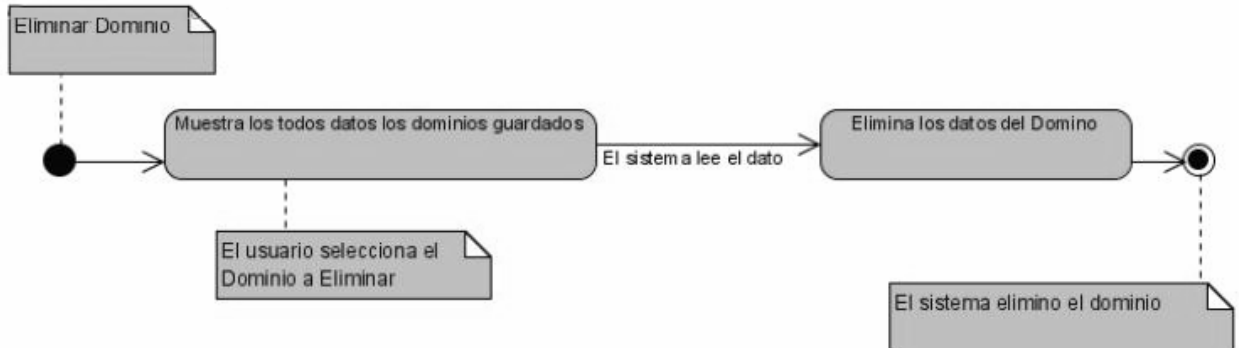 Eliminar Dominio
Muestra los todos datos los dominios guardados
El sistema lee el dato
Elimina los datos del Domino
El usuario selecciona el
Dominio a Eliminar
El sistema elimino el dominio